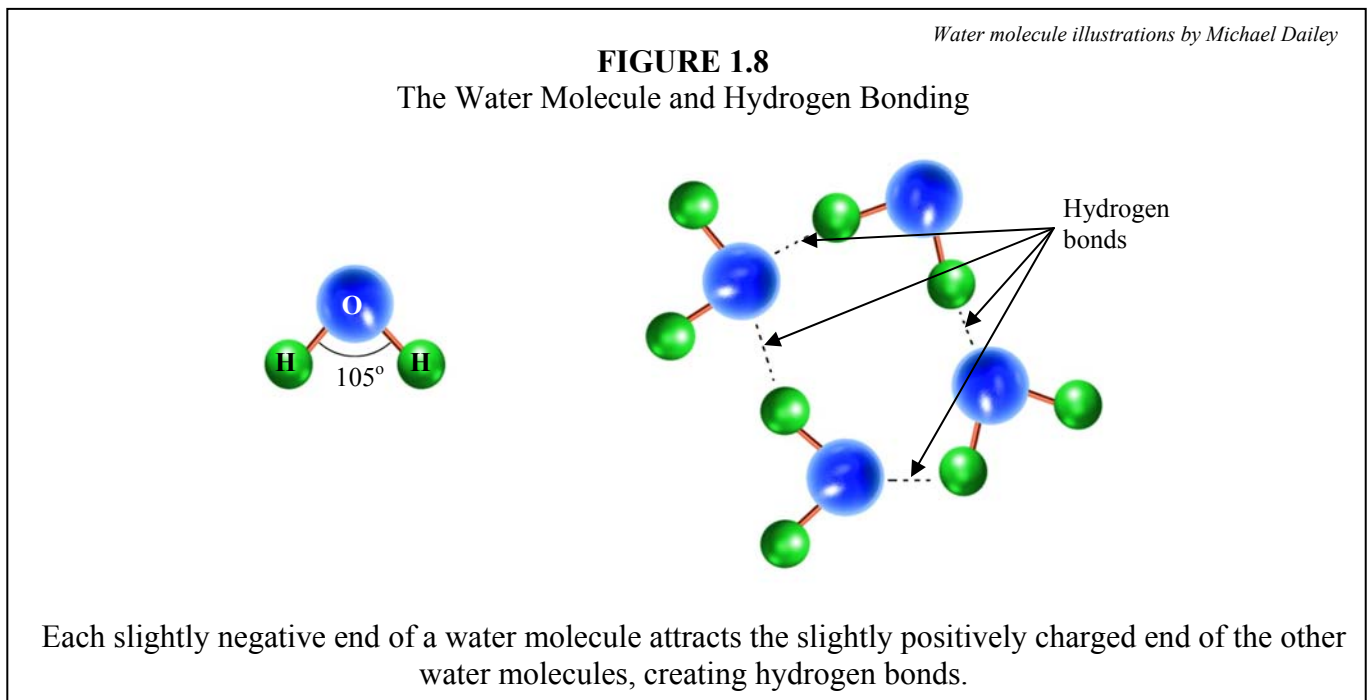 Water molecule illustrations by Michael Dailey
FIGURE 1.8
The Water Molecule and Hydrogen Bonding
Hydrogen
bonds
O
H
H
105°
Each slightly negative end of a water molecule attracts the slightly positively charged end of the other
water molecules, creating hydrogen bonds.